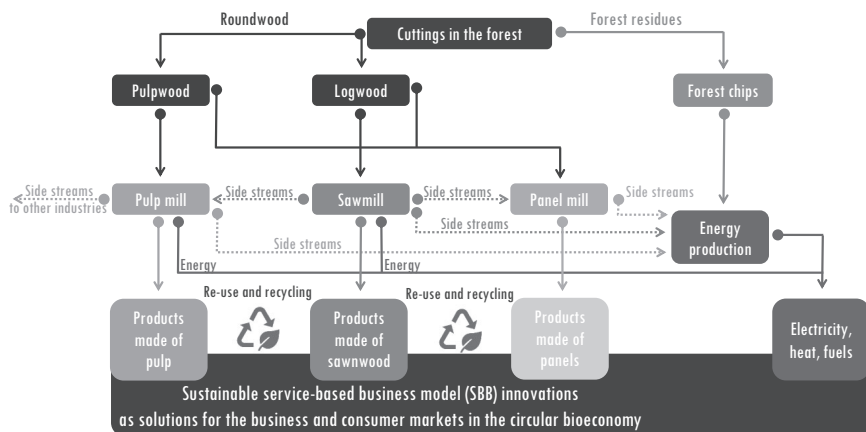 Roundwood
Cuttings in the forest
Forest residues
Pulpwood
Logwood
Forest chips
Side streams
to other industries
Pulp mill
Side streams
Sawmill
Side streams
Panel mill
Side streams
Side streams
Side streams
Energy
production
Energy
Energy
Re-use and recycling
Re-use and recycling
Products
made of
pulp
Products
made of
sawnwood
Products
made of
panels
Electricity,
heat, fuels
Sustainable service-based business model (SBB) innovations
as solutions for the business and consumer markets in the circular bioeconomy